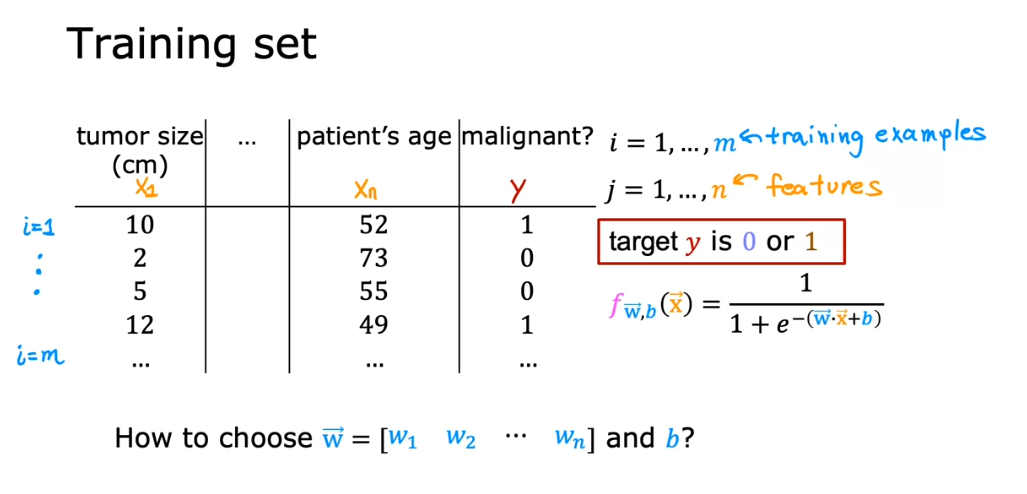 Training set
tumor size (cm) ... patient's age malignant?
x₁ xₙ y
i=1 10 52 1
⋮ 2 73 0
5 55 0
12 49 1
i=m ... ... ...
i = 1, ..., m ← training examples
j = 1, ..., n ← features
target y is 0 or 1
f_{w⃗,b}(x⃗) = 1 / (1 + e^{-(w⃗·x⃗+b)})
How to choose w⃗ = [w₁ w₂ ⋯ wₙ] and b?